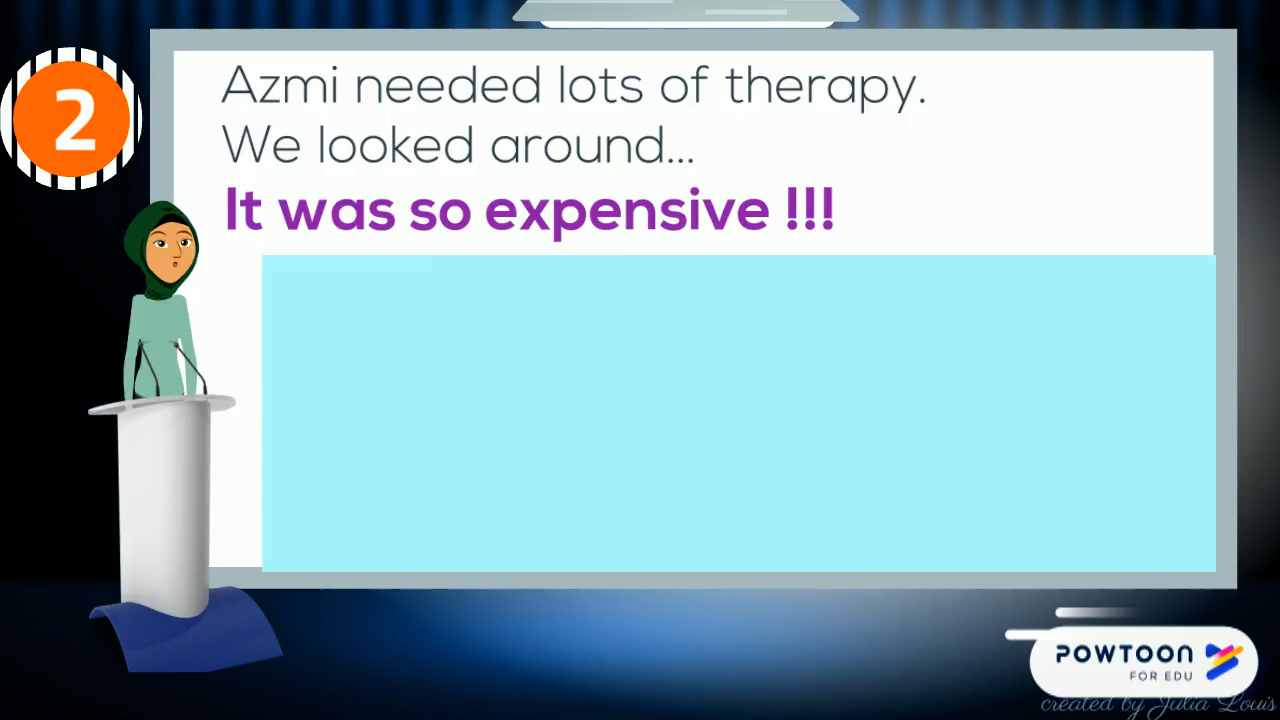 2
Azmi needed lots of therapy.
We looked around...
It was so expensive !!!
POWTOON
FOR EDU
created by Julia Louis